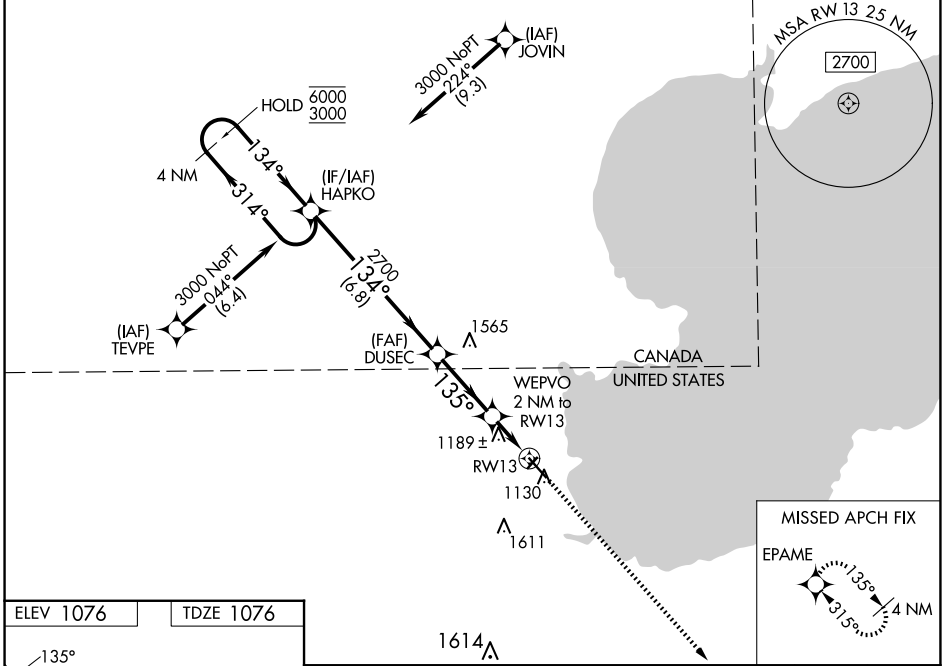 (IAF)
JOVIN
3000 NoPT
224°
(9.3)
MSA RW 13 25 NM
2700
HOLD 6000
3000
4 NM
134°
314°
(IF/IAF)
HAPKO
2700
134°
(6.8)
3000 NoPT
044°
(6.4)
(IAF)
TEVPE
(FAF)
DUSEC
1565
CANADA
UNITED STATES
135°
WEPVO
2 NM to
RW13
1189 ±
RW13
1130
1611
MISSED APCH FIX
EPAME
135°
315°
4 NM
ELEV 1076
TDZE 1076
135°
1614